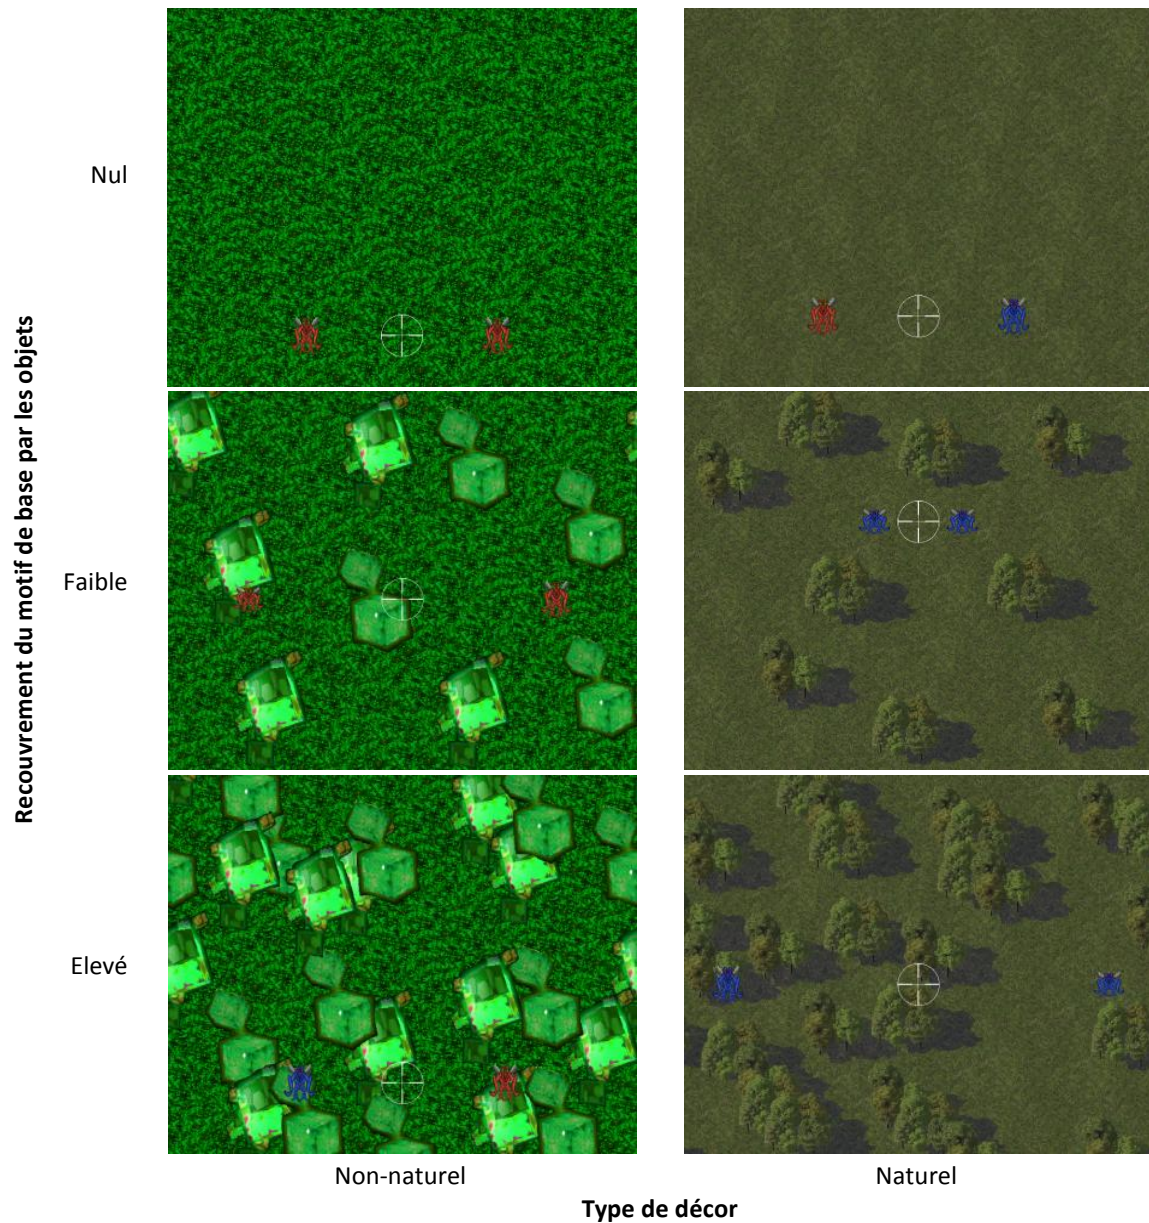 Recouvrement du motif de base par les objets
Nul
Faible
Elevé
Non-naturel
Naturel
Type de décor